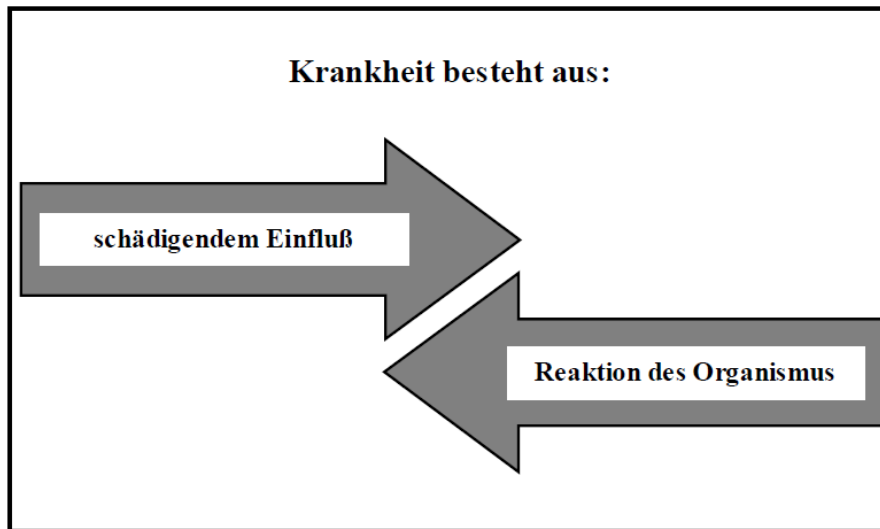 Krankheit besteht aus:
schädigendem Einfluß
Reaktion des Organismus